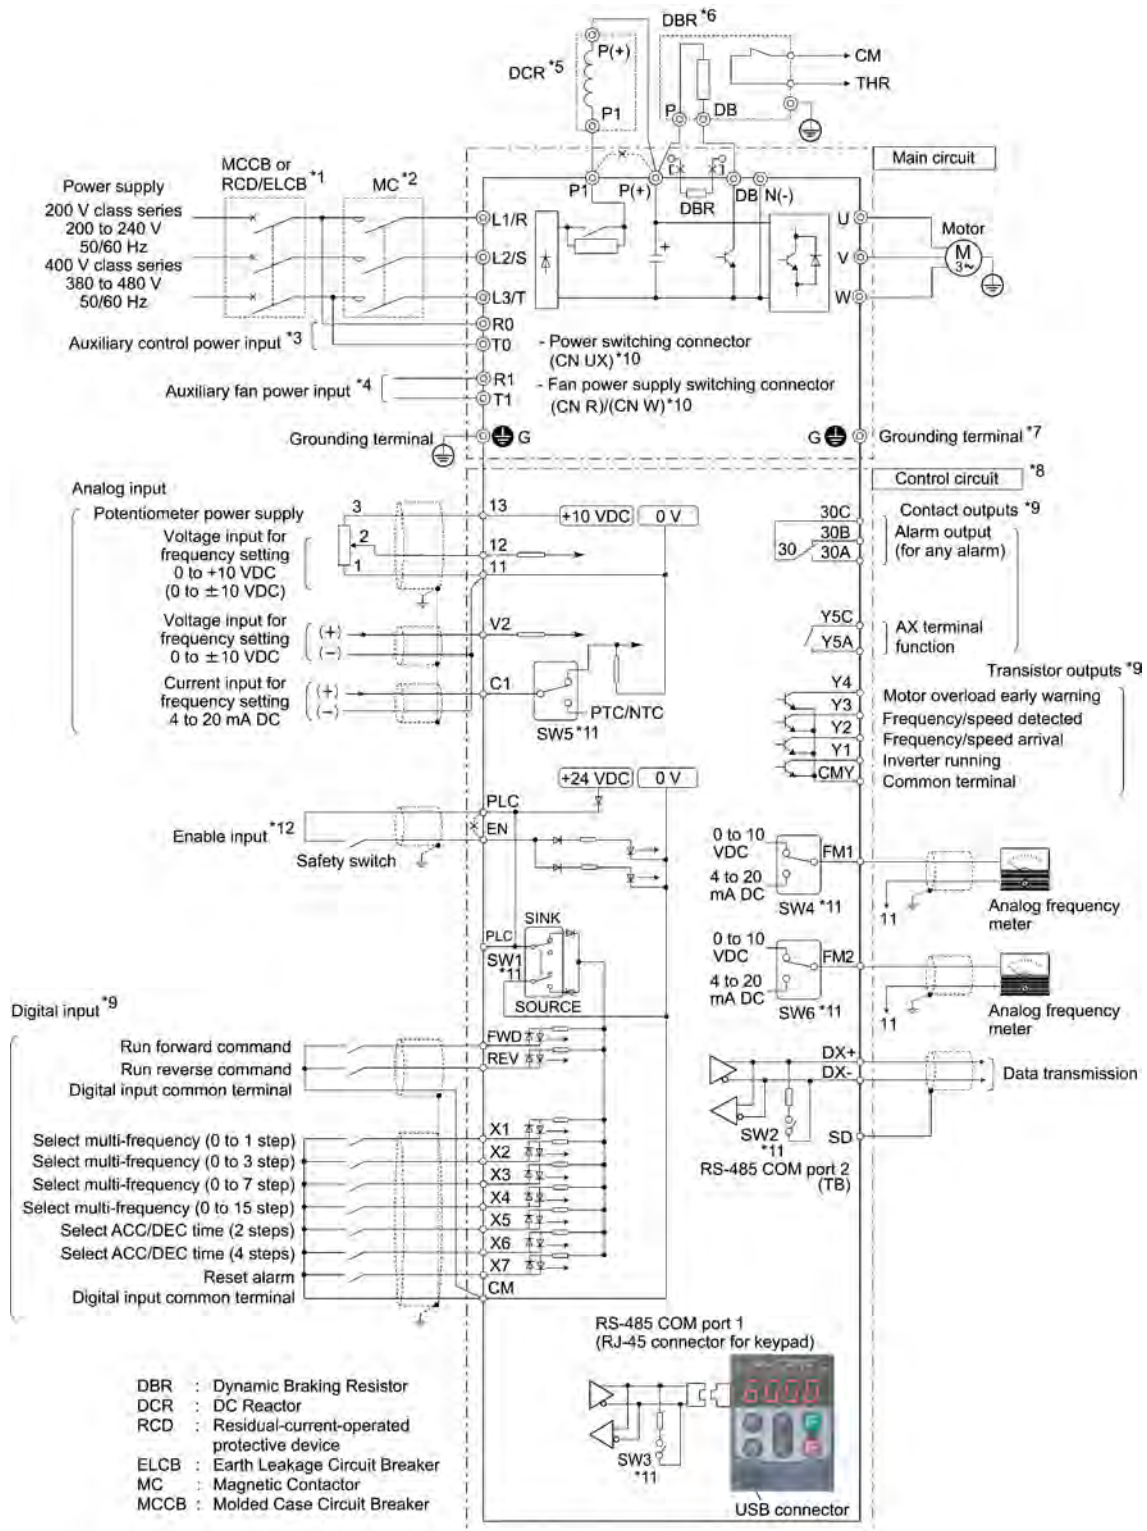 DBR *6
P(+)
DCR *5
P1
P
DB
CM
THR
Main circuit
MCCB or
RCD/ELCB *1
MC *2
P1
P(+)
DBR
DB
N(-)
Power supply
200 V class series
200 to 240 V
50/60 Hz
400 V class series
380 to 480 V
50/60 Hz
L1/R
L2/S
L3/T
+
U
V
W
Motor
M
3~
Auxiliary control power input *3
R0
T0
- Power switching connector
(CN UX) *10
Auxiliary fan power input *4
R1
T1
- Fan power supply switching connector
(CN R)/(CN W) *10
Grounding terminal
G
G
Grounding terminal *7
Control circuit *8
Analog input
Potentiometer power supply
3
13
+10 VDC
0 V
Voltage input for
frequency setting
0 to +10 VDC
(0 to ±10 VDC)
2
12
1
11
30C
30B
30
30A
Contact outputs *9
Alarm output
(for any alarm)
Voltage input for
frequency setting
0 to ±10 VDC
(+)
(−)
V2
Y5C
Y5A
AX terminal
function
Current input for
frequency setting
4 to 20 mA DC
(+)
(−)
C1
PTC/NTC
SW5 *11
Transistor outputs *9
Y4
Motor overload early warning
Y3
Frequency/speed detected
Y2
Frequency/speed arrival
Y1
Inverter running
CMY
Common terminal
+24 VDC
0 V
PLC
EN
Enable input *12
Safety switch
0 to 10
VDC
4 to 20
mA DC
FM1
SW4 *11
11
Analog frequency
meter
SINK
PLC
SW1
*11
SOURCE
0 to 10
VDC
4 to 20
mA DC
FM2
SW6 *11
11
Analog frequency
meter
Digital input *9
Run forward command
FWD
Run reverse command
REV
Digital input common terminal
DX+
DX-
Data transmission
SW2
*11
SD
RS-485 COM port 2
(TB)
Select multi-frequency (0 to 1 step)
X1
Select multi-frequency (0 to 3 step)
X2
Select multi-frequency (0 to 7 step)
X3
Select multi-frequency (0 to 15 step)
X4
Select ACC/DEC time (2 steps)
X5
Select ACC/DEC time (4 steps)
X6
Reset alarm
X7
Digital input common terminal
CM
RS-485 COM port 1
(RJ-45 connector for keypad)
SW3
*11
60.00
USB connector
DBR : Dynamic Braking Resistor
DCR : DC Reactor
RCD : Residual-current-operated
protective device
ELCB : Earth Leakage Circuit Breaker
MC : Magnetic Contactor
MCCB : Molded Case Circuit Breaker